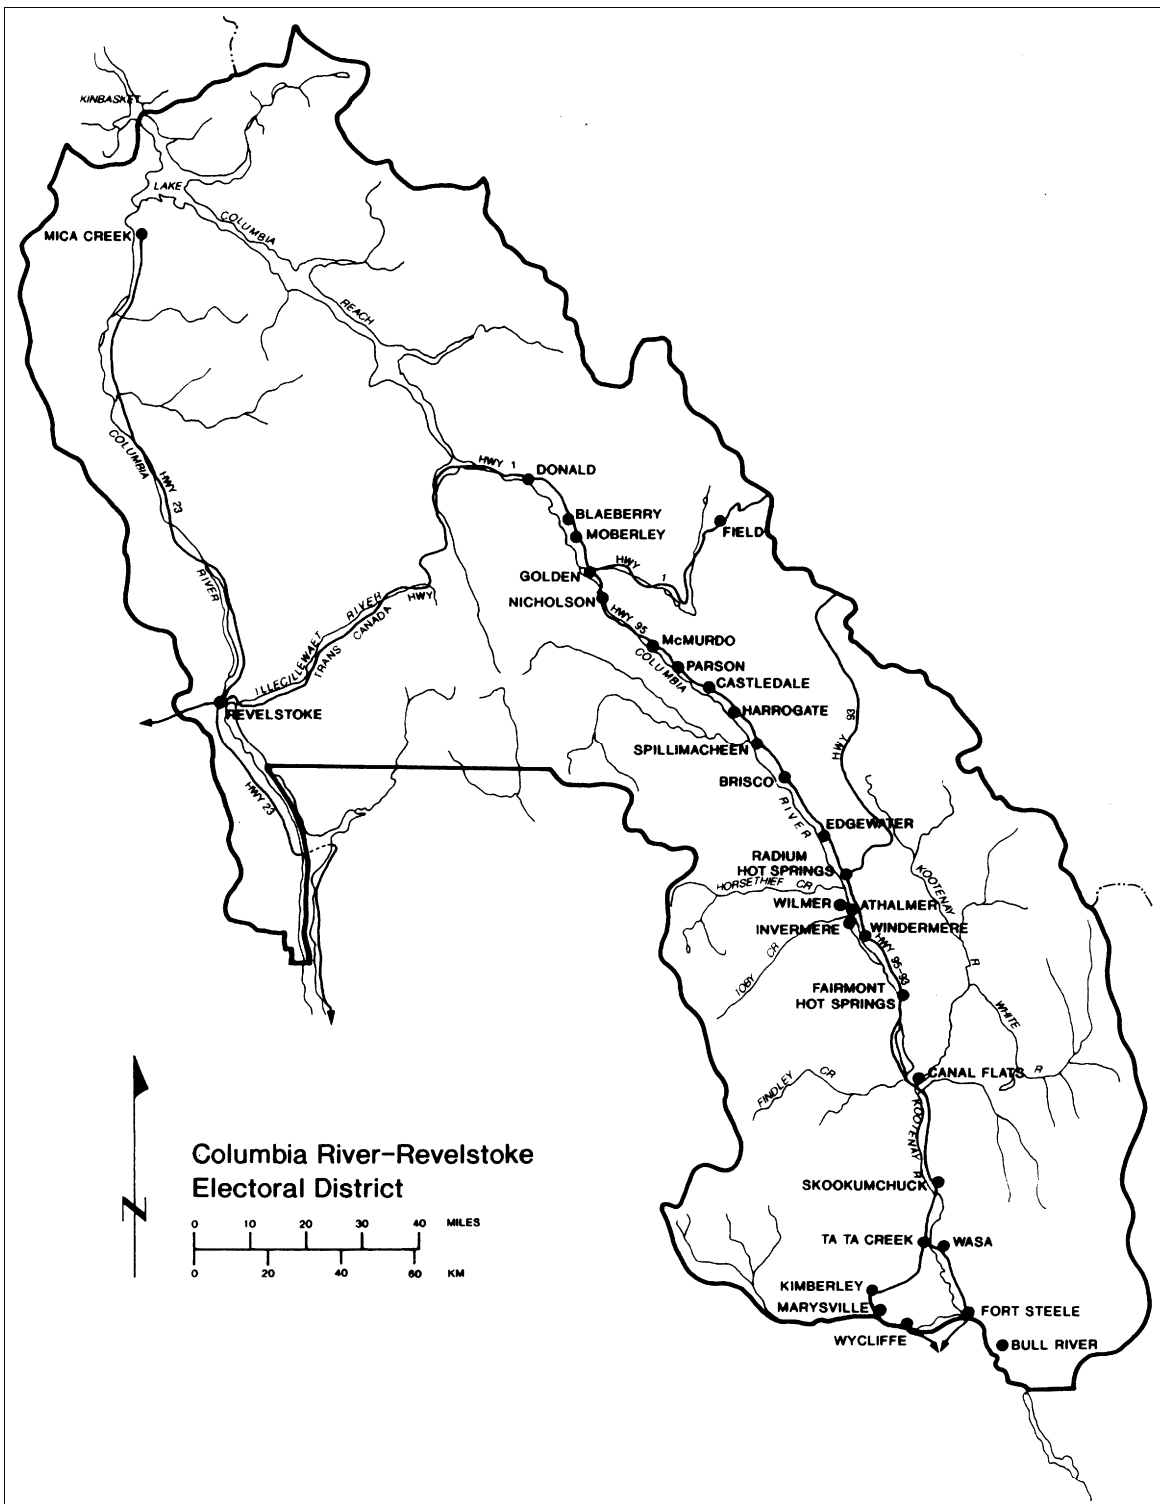 KINBASKET
LAKE
COLUMBIA
MICA CREEK
REACH
COLUMBIA
HWY 23
HWY 1
DONALD
BLAEBERRY
MOBERLEY
FIELD
HWY 1
GOLDEN
NICHOLSON
RIVER
ILLECILLEWAET RIVER
TRANS CANADA HWY
HWY 95
McMURDO
COLUMBIA
PARSON
CASTLEDALE
HARROGATE
HWY 93
REVELSTOKE
SPILLIMACHEEN
BRISCO
HWY 23
RIVER
EDGEWATER
RADIUM
HOT SPRINGS
HORSETHIEF CR
KOOTENAY R
WILMER
ATHALMER
INVERMERE
WINDERMERE
TOBY CR
HWY 95-93
FAIRMONT
HOT SPRINGS
WHITE R
CANAL FLATS
FINDLEY CR
KOOTENAY R
Columbia River-Revelstoke
Electoral District
SKOOKUMCHUCK
0 10 20 30 40 MILES
0 20 40 60 KM
N
TA TA CREEK
WASA
KIMBERLEY
MARYSVILLE
FORT STEELE
WYCLIFFE
BULL RIVER